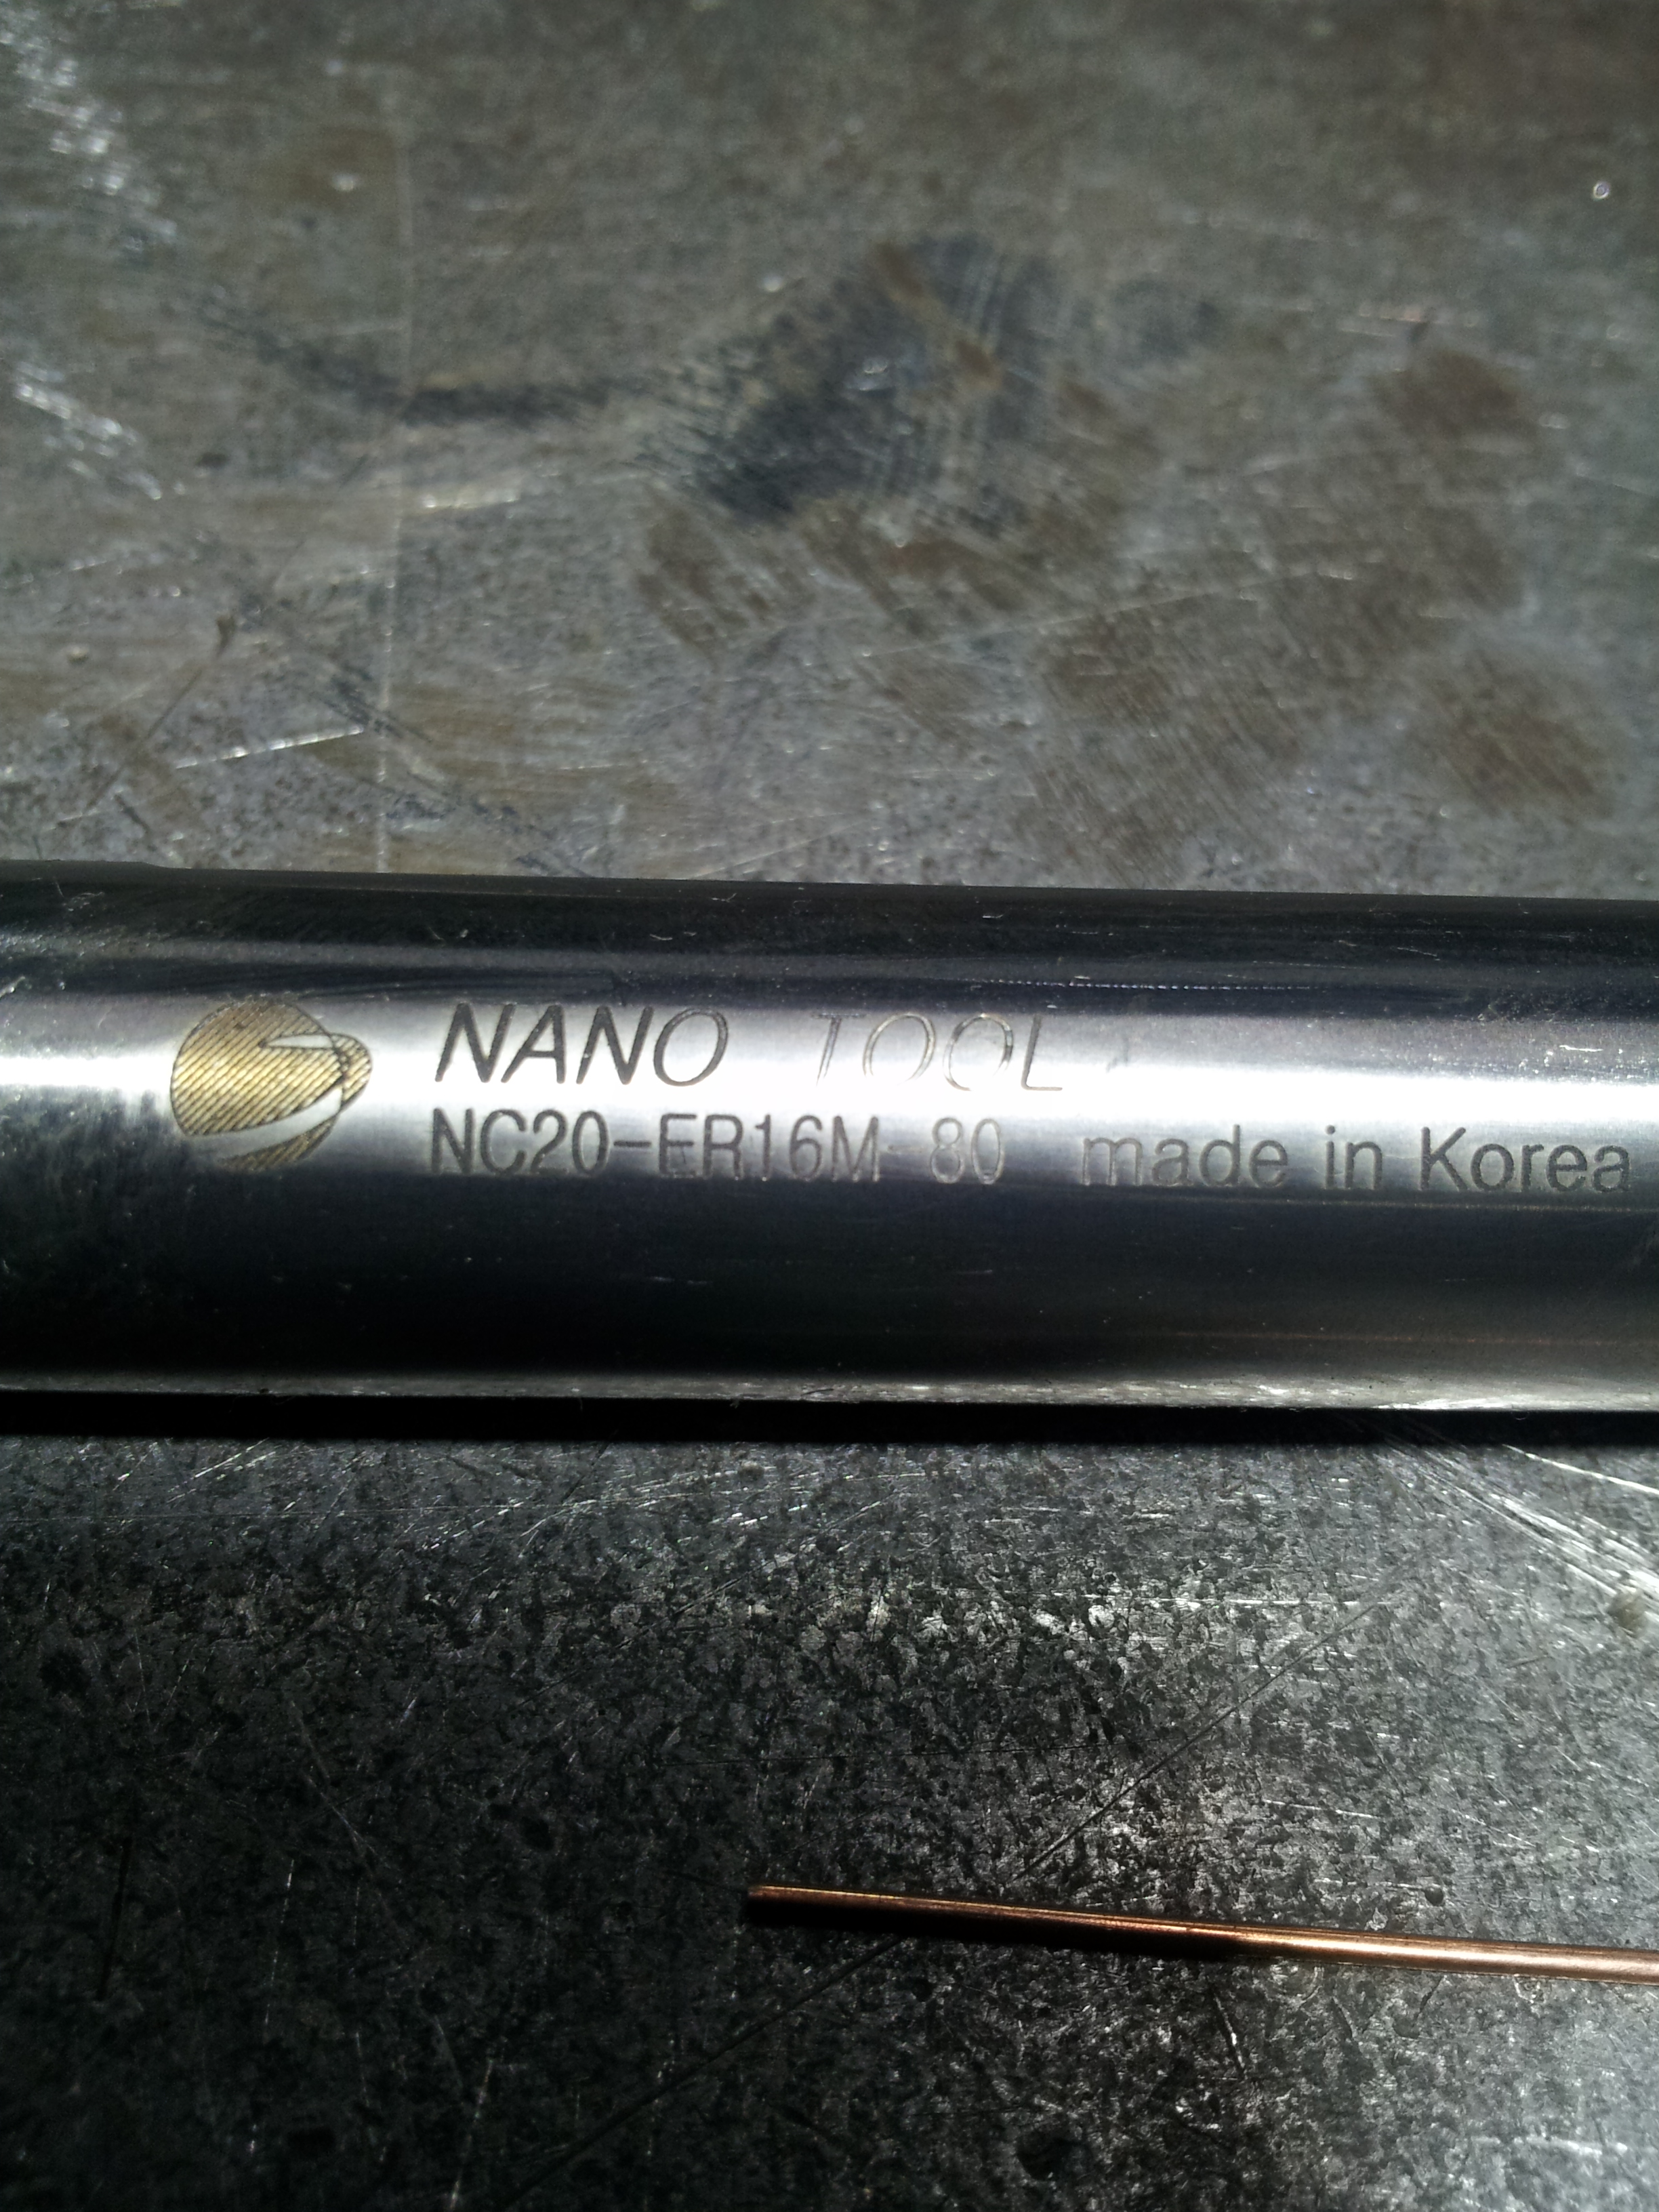 NANO TOOL
NC20-ER16M-80 made in Korea